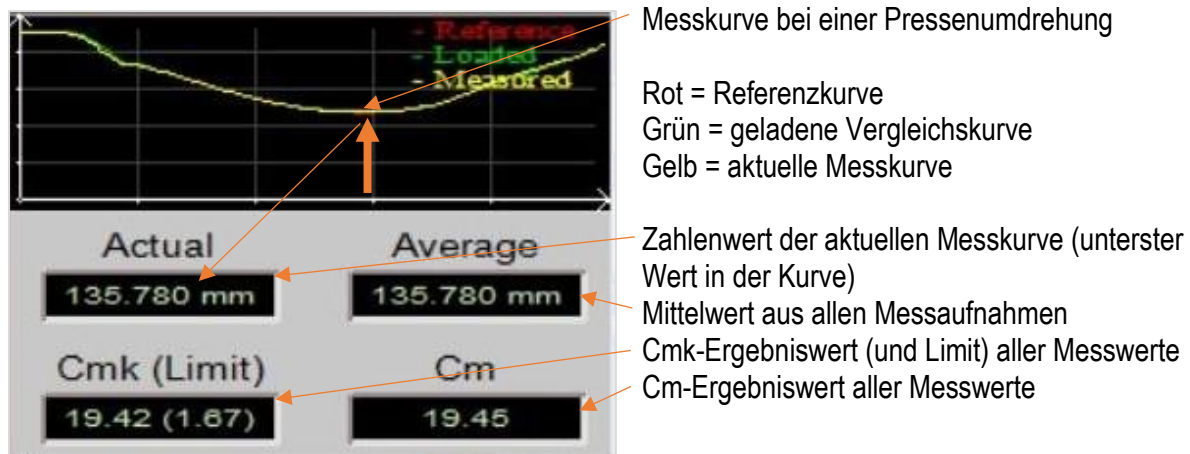 - Reference
- Loaded
- Measured
Messkurve bei einer Pressenumdrehung
Rot = Referenzkurve
Grün = geladene Vergleichskurve
Gelb = aktuelle Messkurve
Actual
Average
135.780 mm
135.780 mm
Cmk (Limit)
Cm
19.42 (1.67)
19.45
Zahlenwert der aktuellen Messkurve (unterster
Wert in der Kurve)
Mittelwert aus allen Messaufnahmen
Cmk-Ergebniswert (und Limit) aller Messwerte
Cm-Ergebniswert aller Messwerte